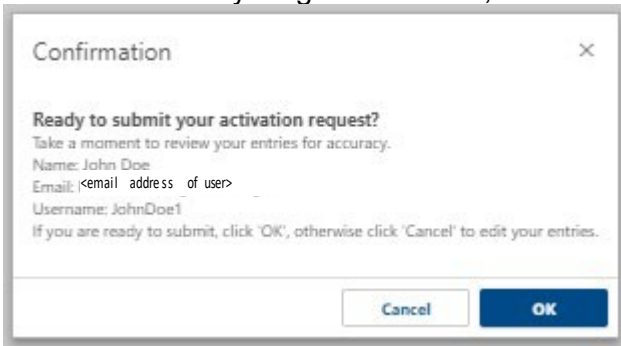 Confirmation ×
Ready to submit your activation request?
Take a moment to review your entries for accuracy.
Name: John Doe
Email: <email address of user>
Username: JohnDoe1
If you are ready to submit, click 'OK', otherwise click 'Cancel' to edit your entries.
Cancel OK